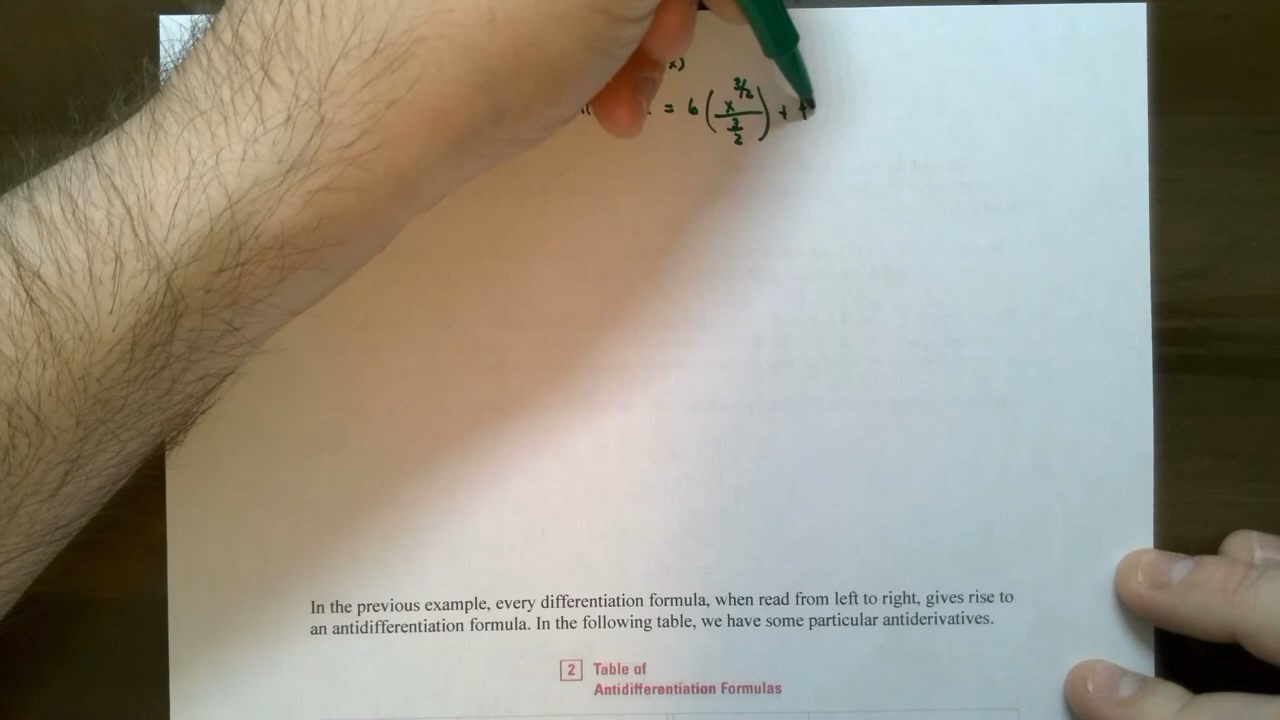 x)
= 6 ( x^3/2 / 3/2 ) +
In the previous example, every differentiation formula, when read from left to right, gives rise to
an antidifferentiation formula. In the following table, we have some particular antiderivatives.
2 Table of
Antidifferentiation Formulas